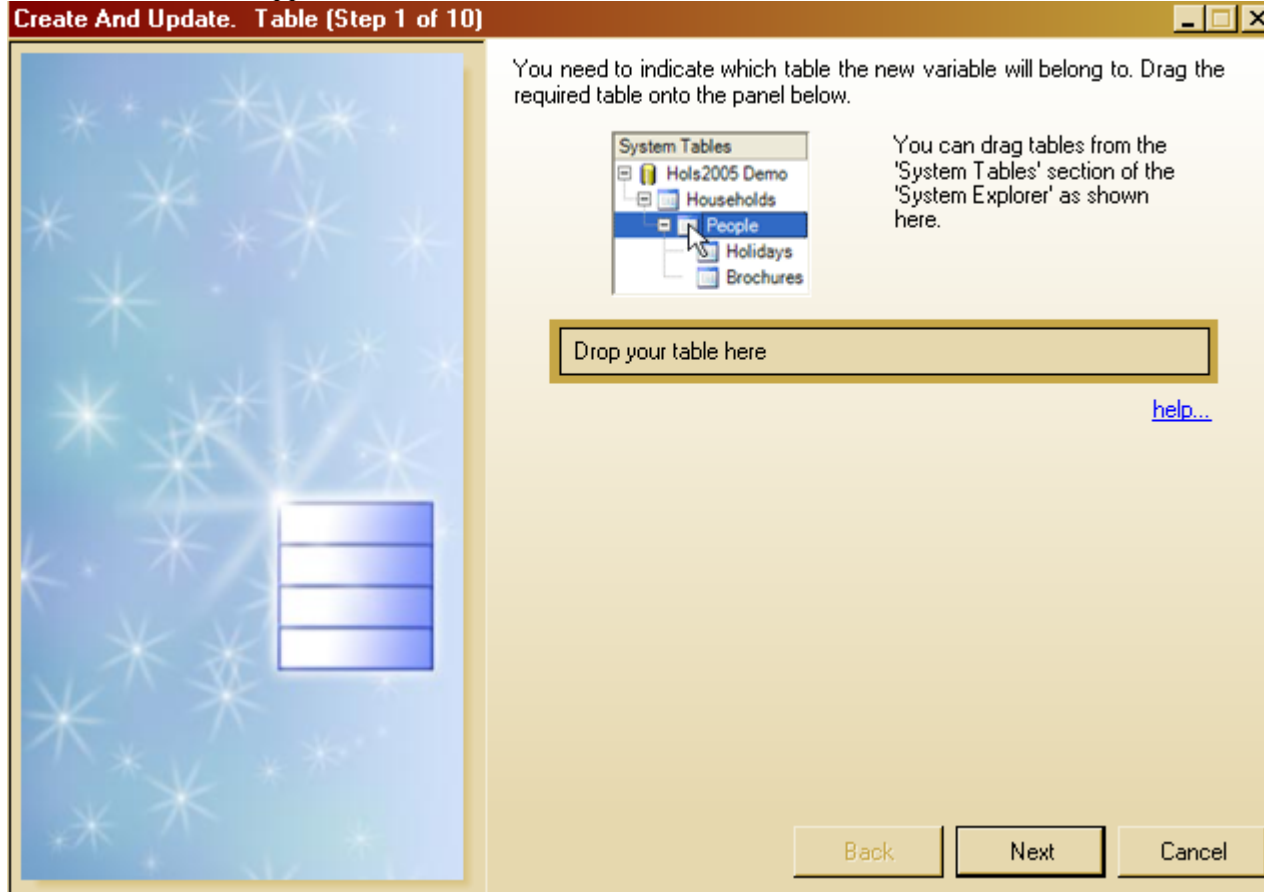 Create And Update. Table (Step 1 of 10)
You need to indicate which table the new variable will belong to. Drag the
required table onto the panel below.
System Tables
Hols2005 Demo
Households
People
Holidays
Brochures
You can drag tables from the
'System Tables' section of the
'System Explorer' as shown
here.
Drop your table here
help...
Back
Next
Cancel